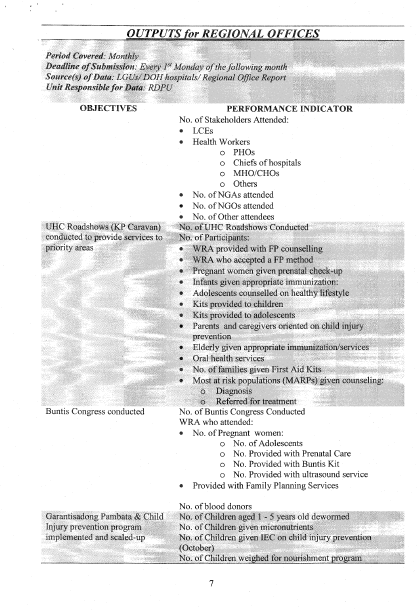 OUTPUTS for REGIONAL OFFICES
Period Covered: Monthly
Deadline of Submission: Every 1st Monday of the following month
Source(s) of Data: LGUs/ DOH hospitals/ Regional Office Report
Unit Responsible for Data: RDPU
OBJECTIVES
PERFORMANCE INDICATOR
No. of Stakeholders Attended:
• LCEs
• Health Workers
o PHOs
o Chiefs of hospitals
o MHO/CHOs
o Others
• No. of NGAs attended
• No. of NGOs attended
• No. of Other attendees
UHC Roadshows (KP Caravan)
conducted to provide services to
priority areas
No. of UHC Roadshows Conducted
No. of Participants:
• WRA provided with FP counselling
• WRA who accepted a FP method
• Pregnant women given prenatal check-up
• Infants given appropriate immunization:
• Adolescents counselled on healthy lifestyle
• Kits provided to children
• Kits provided to adolescents
• Parents and caregivers oriented on child injury
prevention
• Elderly given appropriate immunization/services
• Oral health services
• No. of families given First Aid Kits
• Most at risk populations (MARPs) given counseling:
o Diagnosis
o Referred for treatment
Buntis Congress conducted
No. of Buntis Congress Conducted
WRA who attended:
• No. of Pregnant women:
o No. of Adolescents
o No. Provided with Prenatal Care
o No. Provided with Buntis Kit
o No. Provided with ultrasound service
• Provided with Family Planning Services
No. of blood donors
Garantisadong Pambata & Child
Injury prevention program
implemented and scaled-up
No. of Children aged 1 - 5 years old dewormed
No. of Children given micronutrients
No. of Children given IEC on child injury prevention
(October)
No. of Children weighed for nourishment program
7